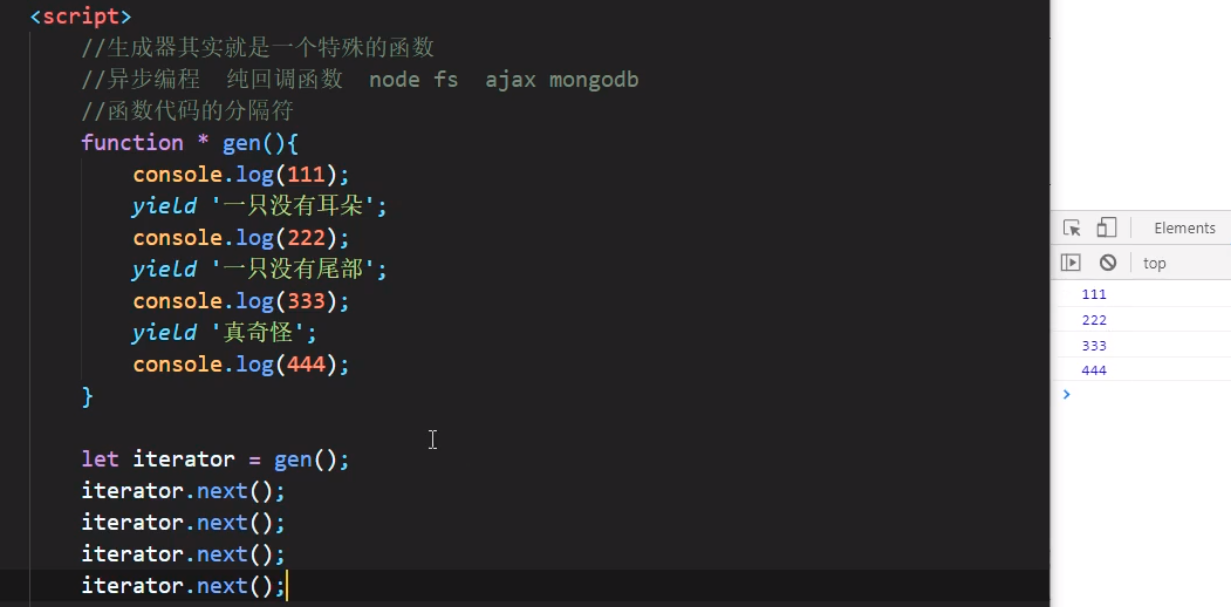 <script>
//生成器其实就是一个特殊的函数
//异步编程  纯回调函数  node fs  ajax mongodb
//函数代码的分隔符
function * gen(){
console.log(111);
yield '一只没有耳朵';
console.log(222);
yield '一只没有尾部';
console.log(333);
yield '真奇怪';
console.log(444);
}
let iterator = gen();
iterator.next();
iterator.next();
iterator.next();
iterator.next();
Elements
top
111
222
333
444